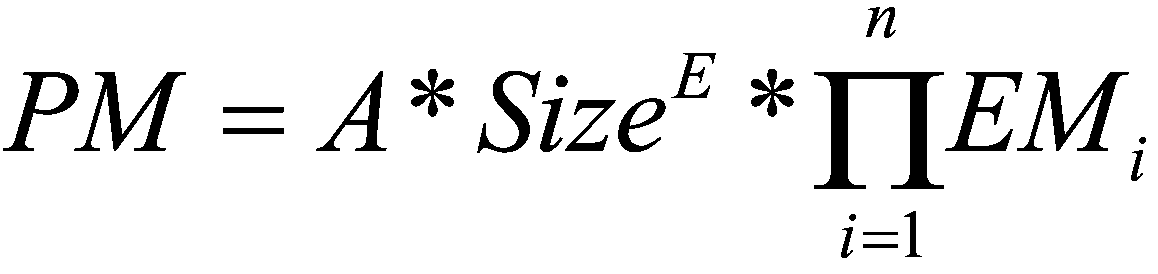 PM = A * Size^E * ∏_{i=1}^{n} EM_i